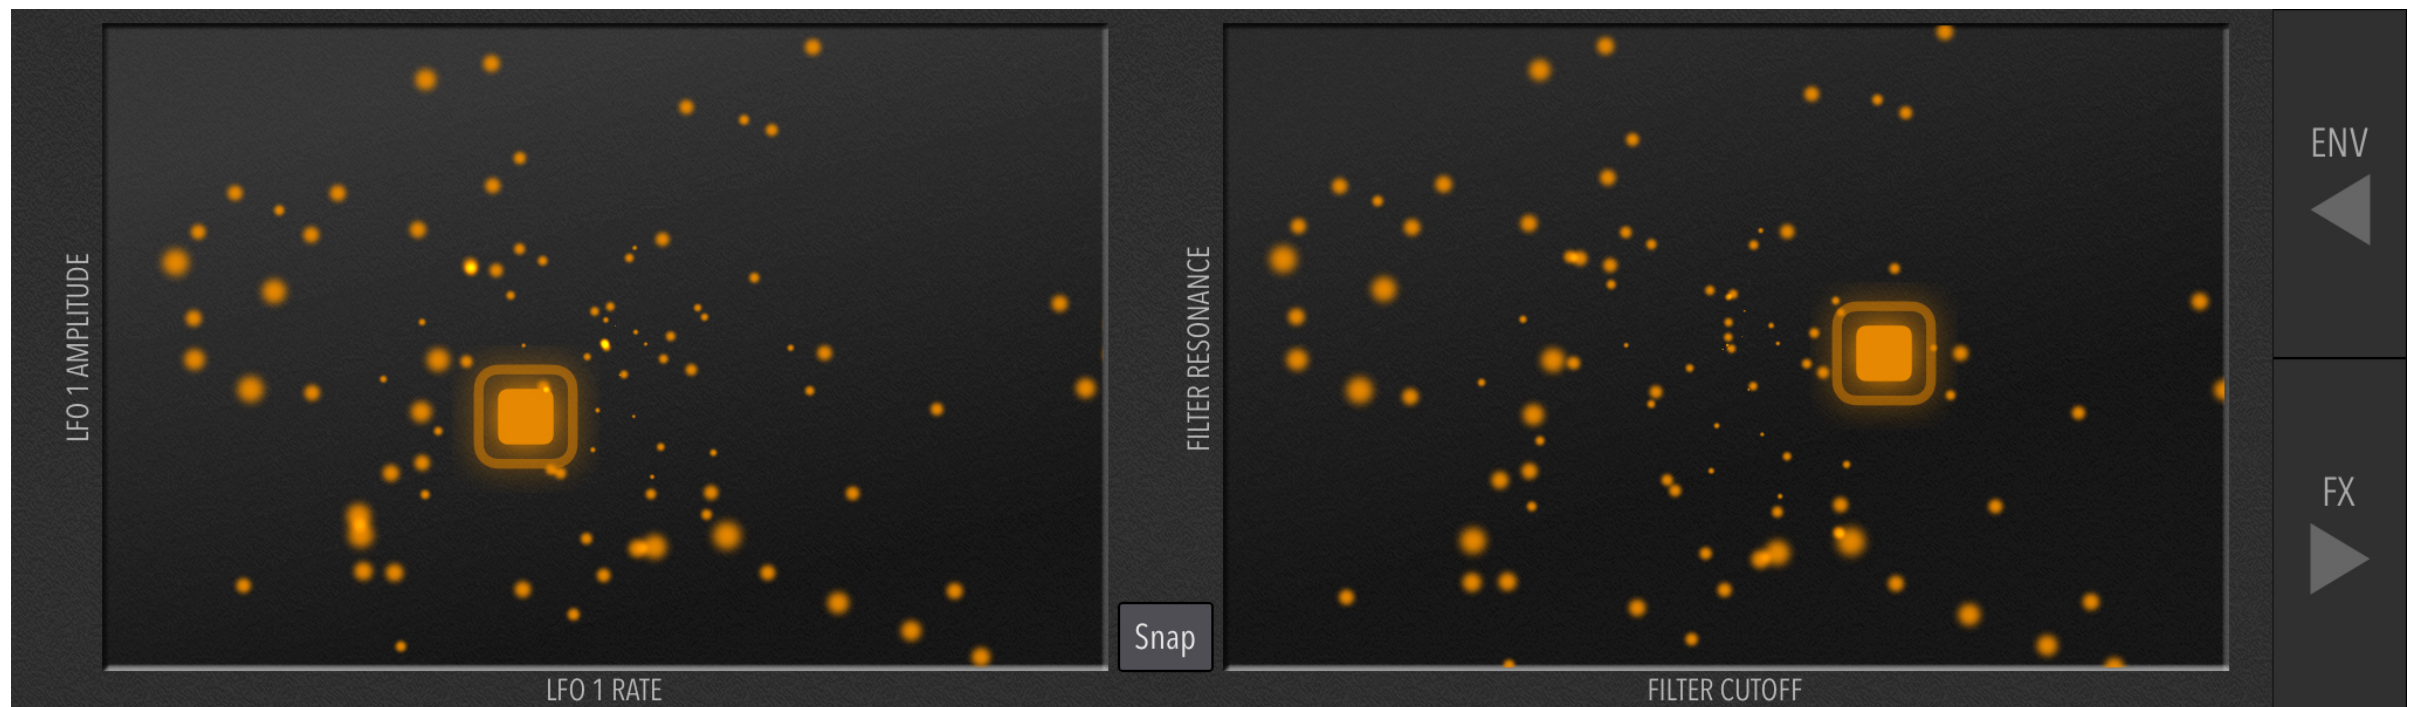 LFO 1 AMPLITUDE
LFO 1 RATE
Snap
FILTER RESONANCE
FILTER CUTOFF
ENV
FX